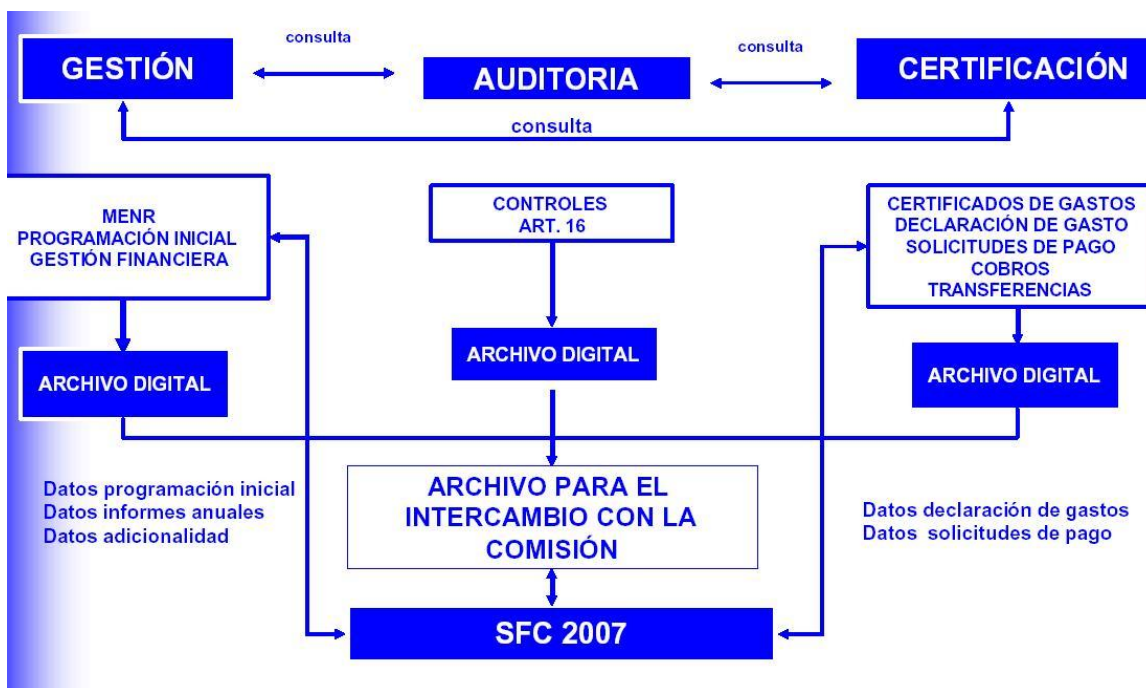 consulta
consulta
GESTIÓN
AUDITORIA
CERTIFICACIÓN
consulta
MENR
PROGRAMACIÓN INICIAL
GESTIÓN FINANCIERA
CONTROLES
ART. 16
CERTIFICADOS DE GASTOS
DECLARACIÓN DE GASTO
SOLICITUDES DE PAGO
COBROS
TRANSFERENCIAS
ARCHIVO DIGITAL
ARCHIVO DIGITAL
ARCHIVO DIGITAL
Datos programación inicial
Datos informes anuales
Datos adicionalidad
ARCHIVO PARA EL
INTERCAMBIO CON LA
COMISIÓN
Datos declaración de gastos
Datos solicitudes de pago
SFC 2007